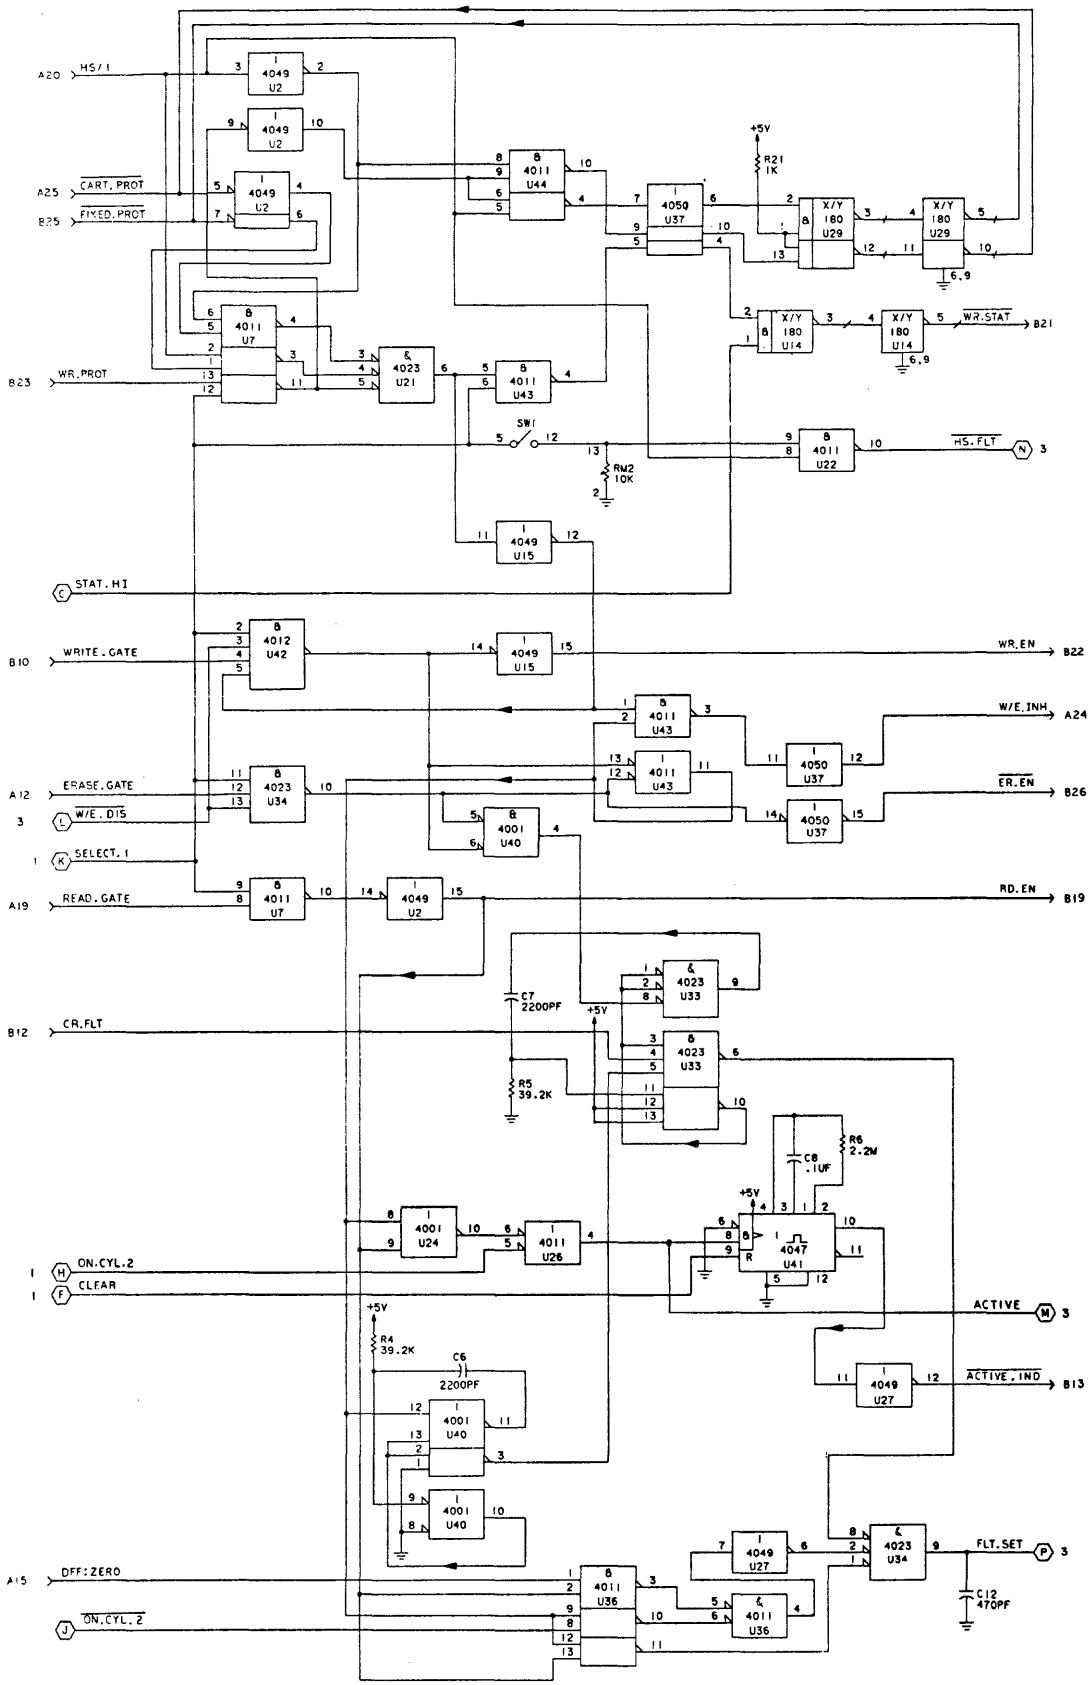 A20 HS/1
3 1 4049 U2 2
9 1 4049 U2 10
A25 CART.PROT
5 1 4049 U2 4
B25 FIXED.PROT
7 6
8 9 & 4011 U44 10
6 5 4
+5V
R21
1K
7 1 4050 U37 6
9 10
5 4
2 & X/Y 180 U29 3
1
13 12
4 X/Y 180 U29 5
11 10
6,9
2 & X/Y 180 U14 3
1
4 X/Y 180 U14 5
6,9
WR.STAT B21
6 5 & 4011 U7 4
2 1 3
13 12 11
B23 WR.PROT
3 4 5 & 4023 U21 6
5 6 & 4011 U43 4
5 SW1 12
13 RM2 10K 2
9 8 & 4011 U22 10
HS.FLT N 3
11 1 4049 U15 12
C STAT.HI
2 3 4 5 & 4012 U42
B10 WRITE.GATE
14 1 4049 U15 15
WR.EN B22
1 2 & 4011 U43 3
W/E.INH A24
11 1 4050 U37 12
13 12 1 4011 U43 11
A12 ERASE.GATE
11 12 13 & 4023 U34 10
3 L W/E.DIS
14 1 4050 U37 15
ER.EN B26
5 6 & 4001 U40 4
1 K SELECT.1
A19 READ.GATE
9 8 & 4011 U7 10
14 1 4049 U2 15
RD.EN B19
C7
2200PF
1 2 8 & 4023 U33 9
+5V
B12 CR.FLT
3 4 5 & 4023 U33 6
11 12 13 10
R5
39.2K
C8
.1UF
R6
2.2M
+5V
4 3 1 2
6 8 9 & R 1 4047 U41 10 11
5 12
8 9 1 4001 U24 10
6 5 1 4011 U26 4
1 H ON.CYL.2
1 F CLEAR
ACTIVE M 3
+5V
R4
39.2K
C6
2200PF
11 1 4049 U27 12
ACTIVE.IND B13
12 13 1 4001 U40 11
2 1 3
9 8 1 4001 U40 10
7 1 4049 U27 6
8 2 1 & 4023 U34 9
FLT.SET P 3
C12
470PF
A15 DFF:ZERO
1 2 & 4011 U36 3
9 8 10
12 13 11
5 6 & 4011 U36 4
J ON.CYL.2